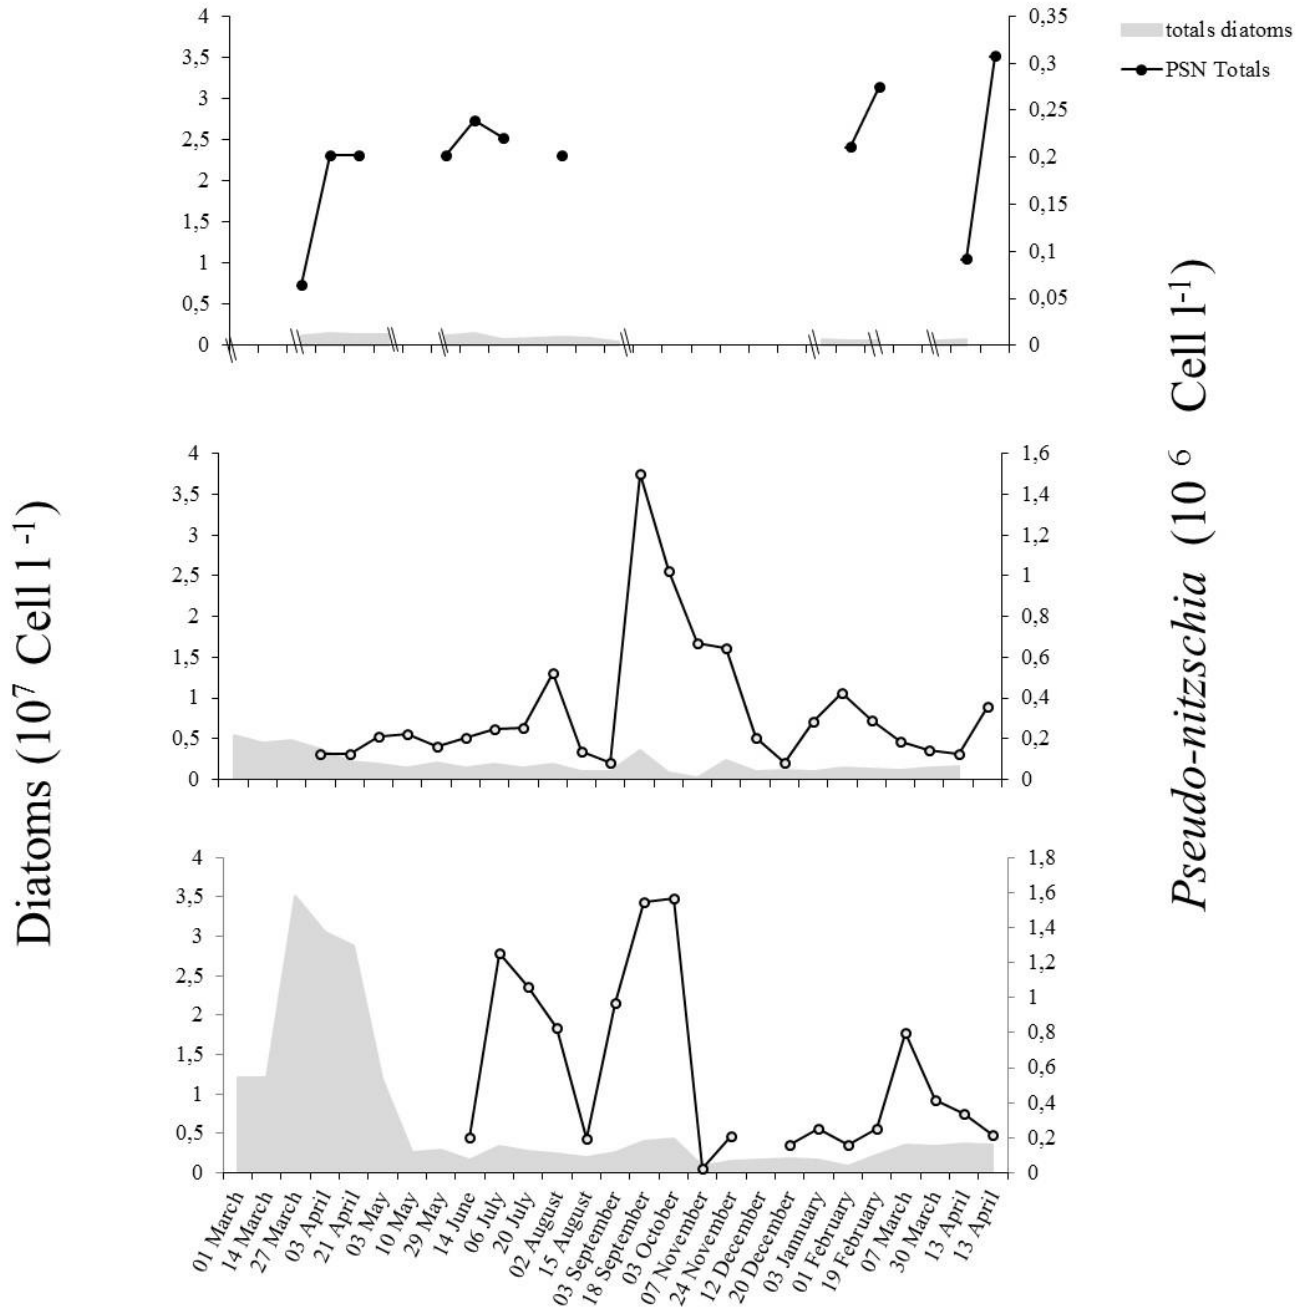 totals diatoms
PSN Totals
4
3,5
3
2,5
2
1,5
1
0,5
0
0,35
0,3
0,25
0,2
0,15
0,1
0,05
0
4
3,5
3
2,5
2
1,5
1
0,5
0
1,6
1,4
1,2
1
0,8
0,6
0,4
0,2
0
4
3,5
3
2,5
2
1,5
1
0,5
0
1,8
1,6
1,4
1,2
1
0,8
0,6
0,4
0,2
0
Diatoms (10⁷ Cell l ⁻¹)
Pseudo-nitzschia (10 ⁶ Cell l⁻¹)
01 March
14 March
27 March
03 April
21 April
03 May
10 May
29 May
14 June
06 July
20 July
02 August
15 August
03 September
18 September
03 October
07 November
24 November
12 December
20 December
03 January
01 February
19 February
07 March
30 March
13 April
13 April